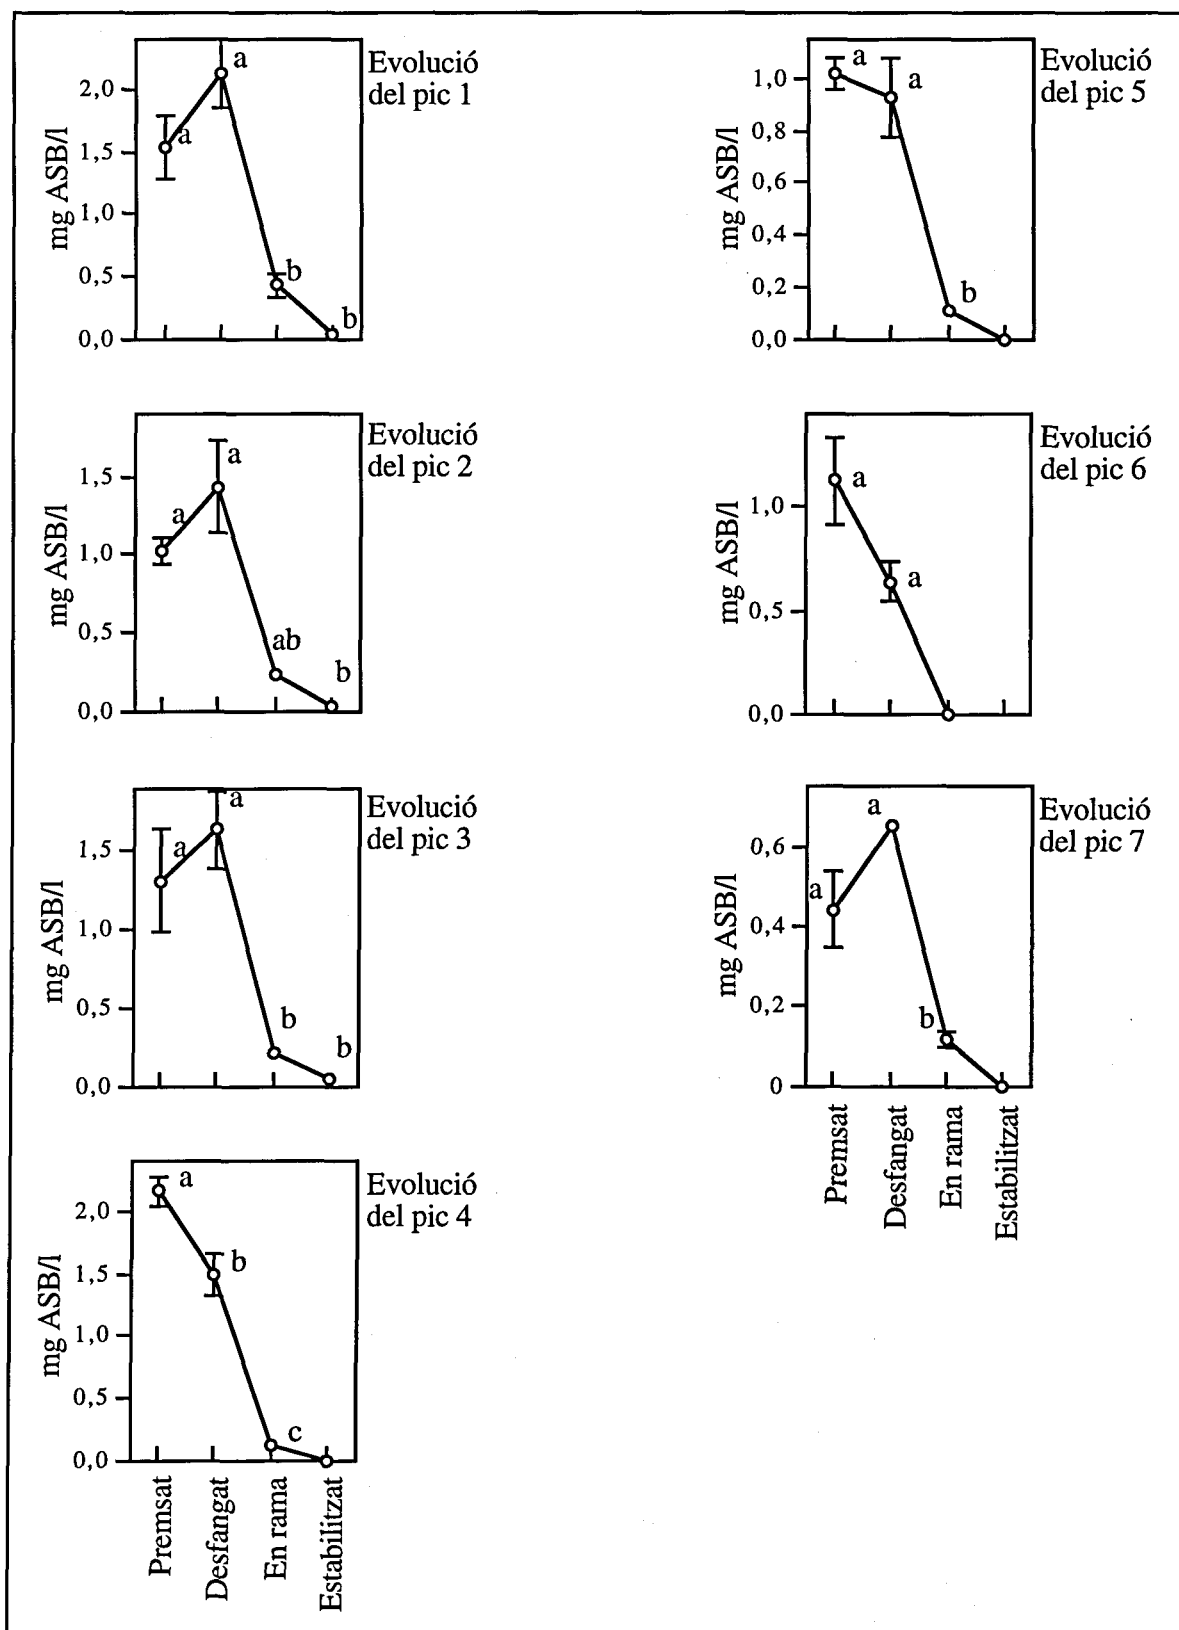 Evolució
del pic 1
mg ASB/l
2,0
1,5
1,0
0,5
0,0
a
a
b
b
Evolució
del pic 2
mg ASB/l
1,5
1,0
0,5
0,0
a
a
ab
b
Evolució
del pic 3
mg ASB/l
1,5
1,0
0,5
0,0
a
a
b
b
Evolució
del pic 4
mg ASB/l
2,0
1,5
1,0
0,5
0,0
a
b
c
Premsat
Desfangat
En rama
Estabilitzat
Evolució
del pic 5
mg ASB/l
1,0
0,8
0,6
0,4
0,2
0,0
a
a
b
Evolució
del pic 6
mg ASB/l
1,0
0,5
0,0
a
a
Evolució
del pic 7
mg ASB/l
0,6
0,4
0,2
0
a
a
b
Premsat
Desfangat
En rama
Estabilitzat